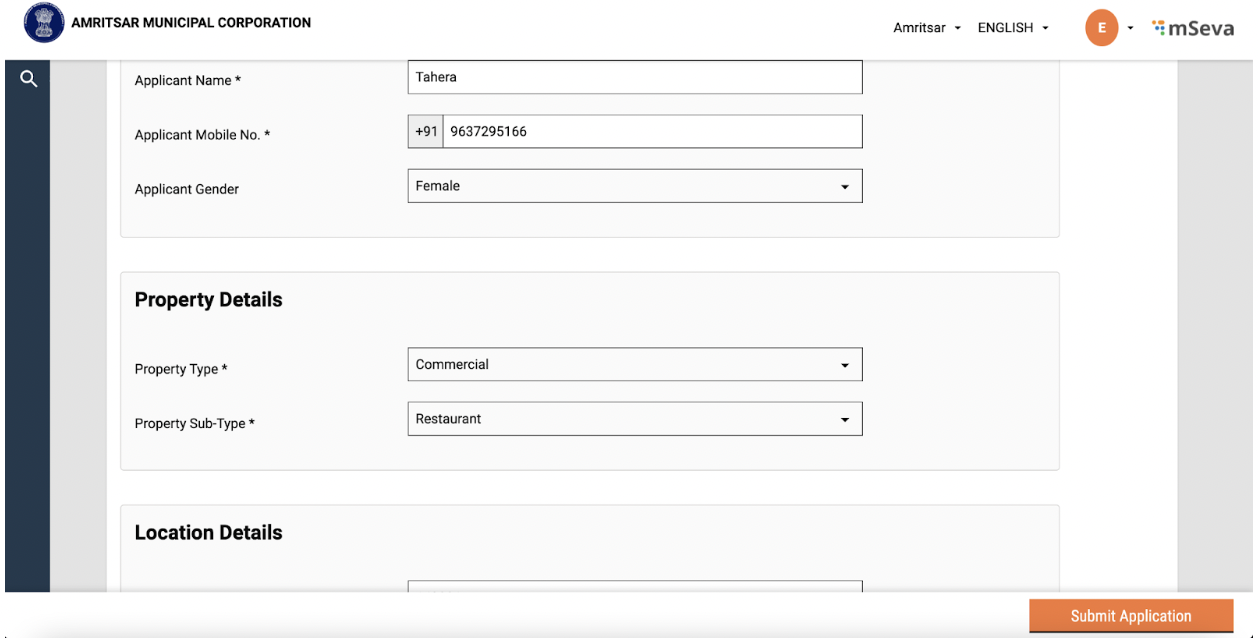 AMRITSAR MUNICIPAL CORPORATION
Amritsar ENGLISH E mSeva
Applicant Name * Tahera
Applicant Mobile No. * +91 9637295166
Applicant Gender Female
Property Details
Property Type * Commercial
Property Sub-Type * Restaurant
Location Details
Submit Application